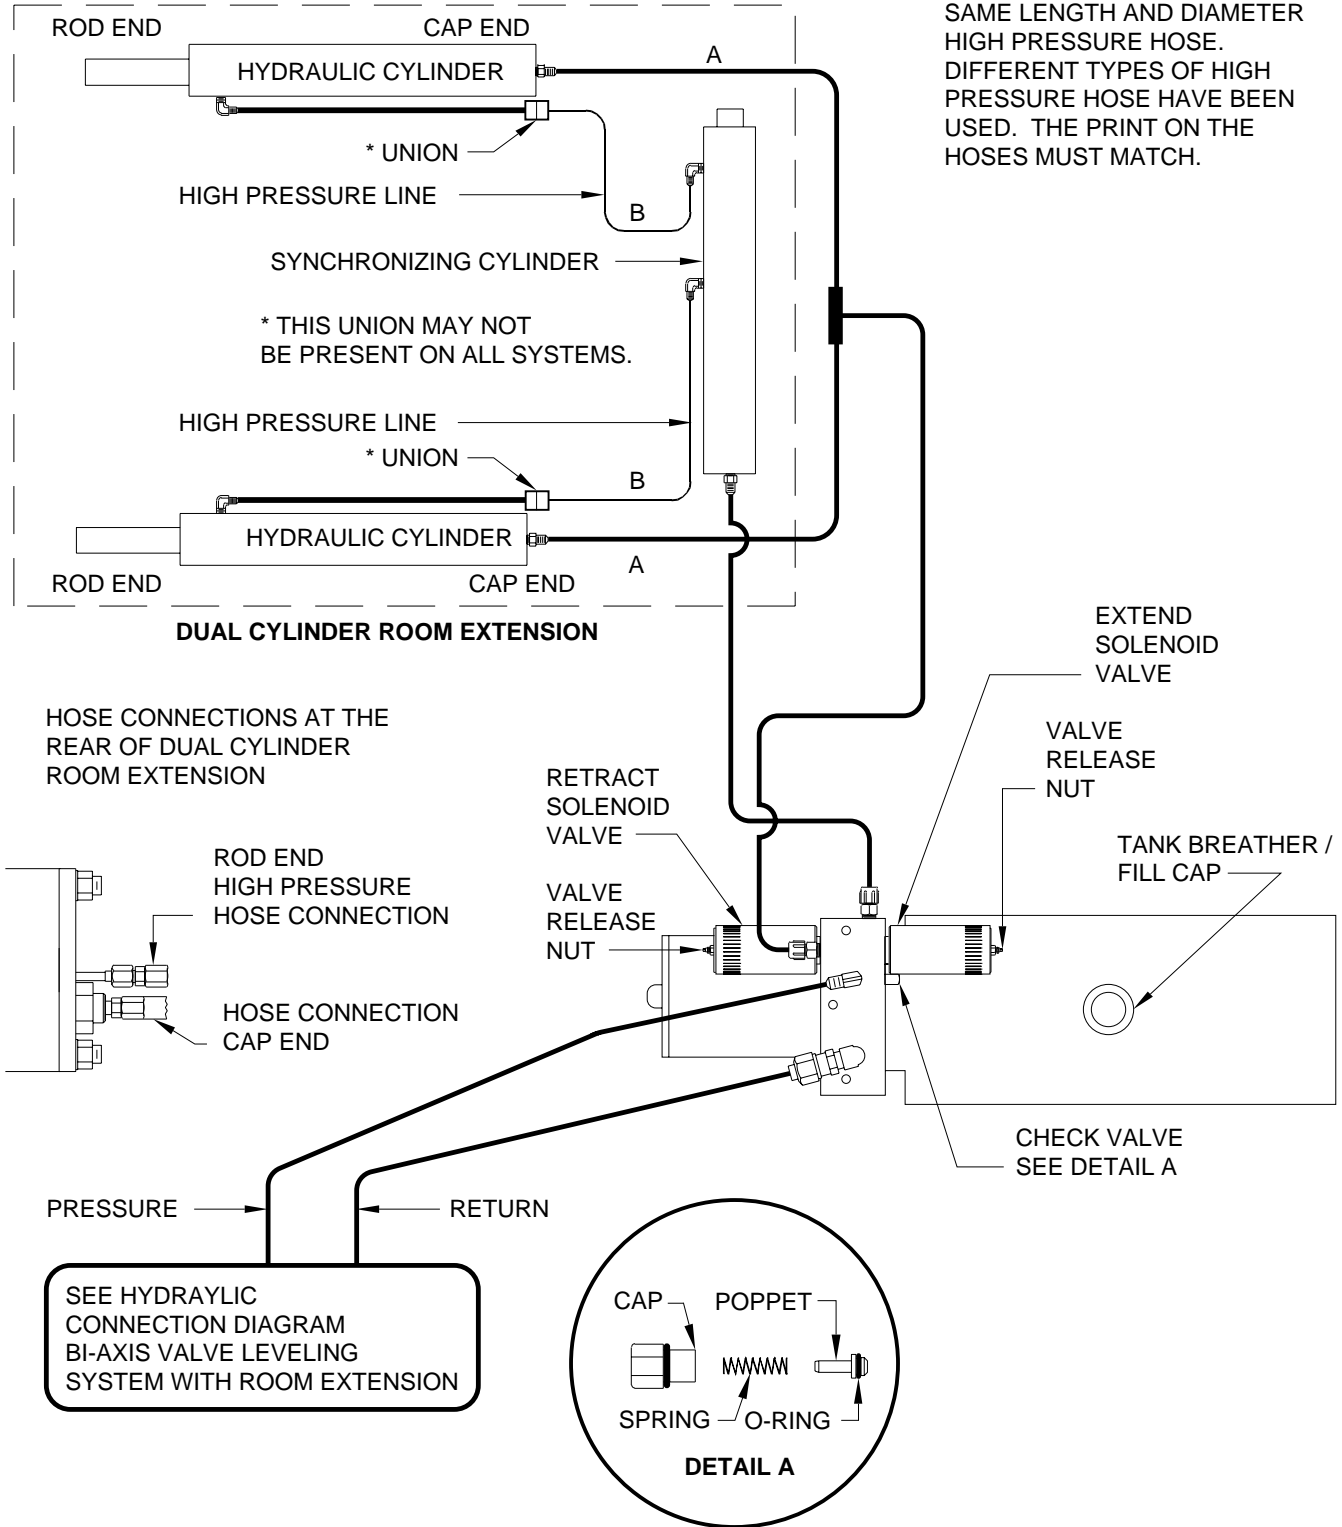 SAME LENGTH AND DIAMETER
HIGH PRESSURE HOSE.
DIFFERENT TYPES OF HIGH
PRESSURE HOSE HAVE BEEN
USED.  THE PRINT ON THE
HOSES MUST MATCH.
ROD END
CAP END
HYDRAULIC CYLINDER
A
* UNION
HIGH PRESSURE LINE
B
SYNCHRONIZING CYLINDER
* THIS UNION MAY NOT
BE PRESENT ON ALL SYSTEMS.
HIGH PRESSURE LINE
* UNION
B
HYDRAULIC CYLINDER
A
ROD END
CAP END
DUAL CYLINDER ROOM EXTENSION
EXTEND
SOLENOID
VALVE
HOSE CONNECTIONS AT THE
REAR OF DUAL CYLINDER
ROOM EXTENSION
VALVE
RELEASE
NUT
RETRACT
SOLENOID
VALVE
TANK BREATHER /
FILL CAP
ROD END
HIGH PRESSURE
HOSE CONNECTION
VALVE
RELEASE
NUT
HOSE CONNECTION
CAP END
CHECK VALVE
SEE DETAIL A
PRESSURE
RETURN
SEE HYDRAYLIC
CONNECTION DIAGRAM
BI-AXIS VALVE LEVELING
SYSTEM WITH ROOM EXTENSION
CAP
POPPET
SPRING
O-RING
DETAIL A